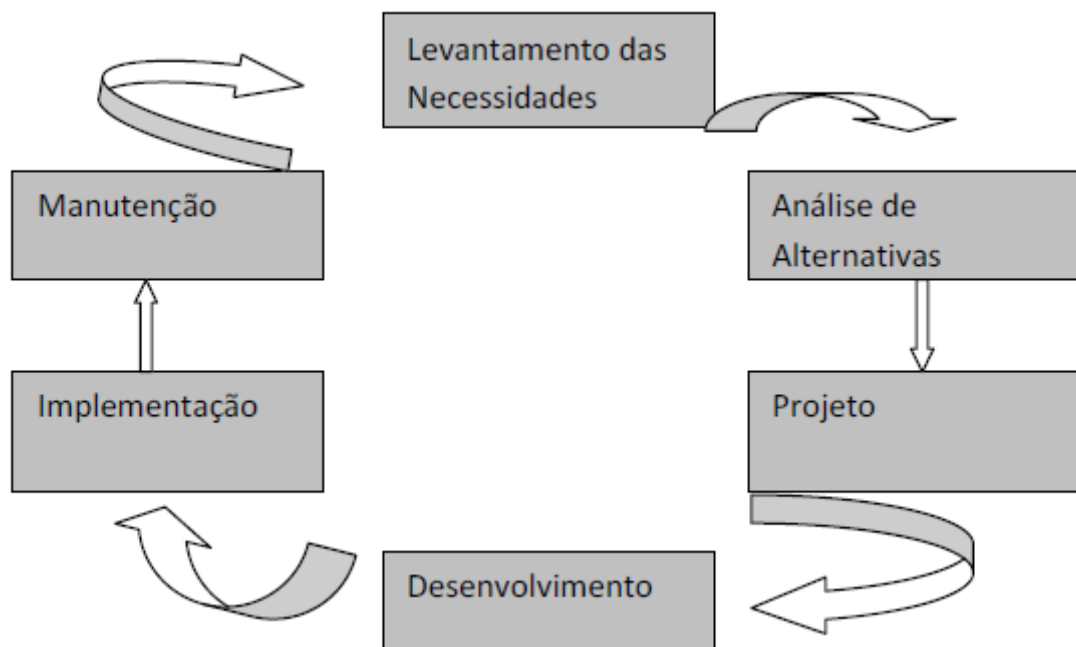 Levantamento das
Necessidades
Análise de
Alternativas
Projeto
Desenvolvimento
Implementação
Manutenção